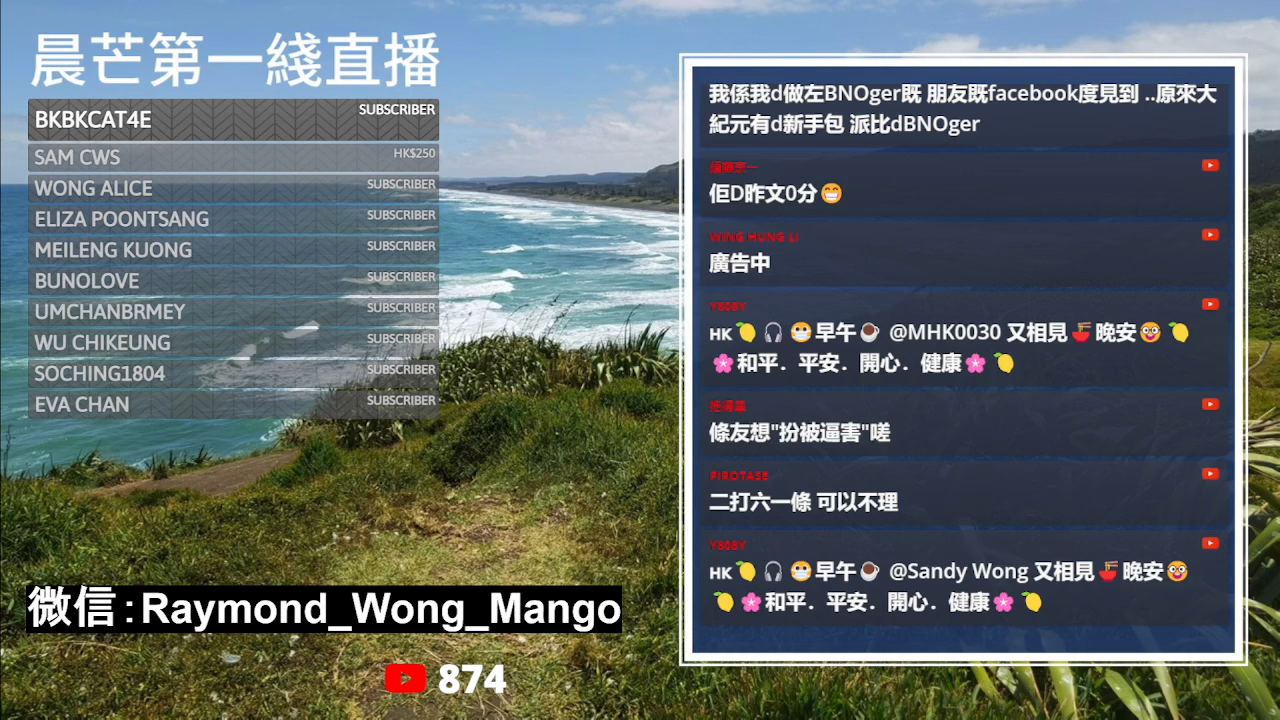 晨芒第一綫直播
BKBKCAT4E SUBSCRIBER
SAM CWS HK$250
WONG ALICE SUBSCRIBER
ELIZA POONTSANG SUBSCRIBER
MEILENG KUONG SUBSCRIBER
BUNOLOVE SUBSCRIBER
UMCHANBRMEY SUBSCRIBER
WU CHIKEUNG SUBSCRIBER
SOCHING1804 SUBSCRIBER
EVA CHAN SUBSCRIBER
微信:Raymond_Wong_Mango
874
我係我d做左BNOger既 朋友既facebook度見到 ..原來大
紀元有d新手包 派比dBNOger
佢D昨文0分😁
WING HUNG LI
廣告中
Y808Y
HK🍋🎧😷早午☕ @MHK0030 又相見🍜晚安🤓🍋
🌸和平．平安．開心．健康🌸🍋
條友想"扮被逼害"嗟
PIROTASE
二打六一條 可以不理
Y808Y
HK🍋🎧😷早午☕ @Sandy Wong 又相見🍜晚安🤓
🍋🌸和平．平安．開心．健康🌸🍋